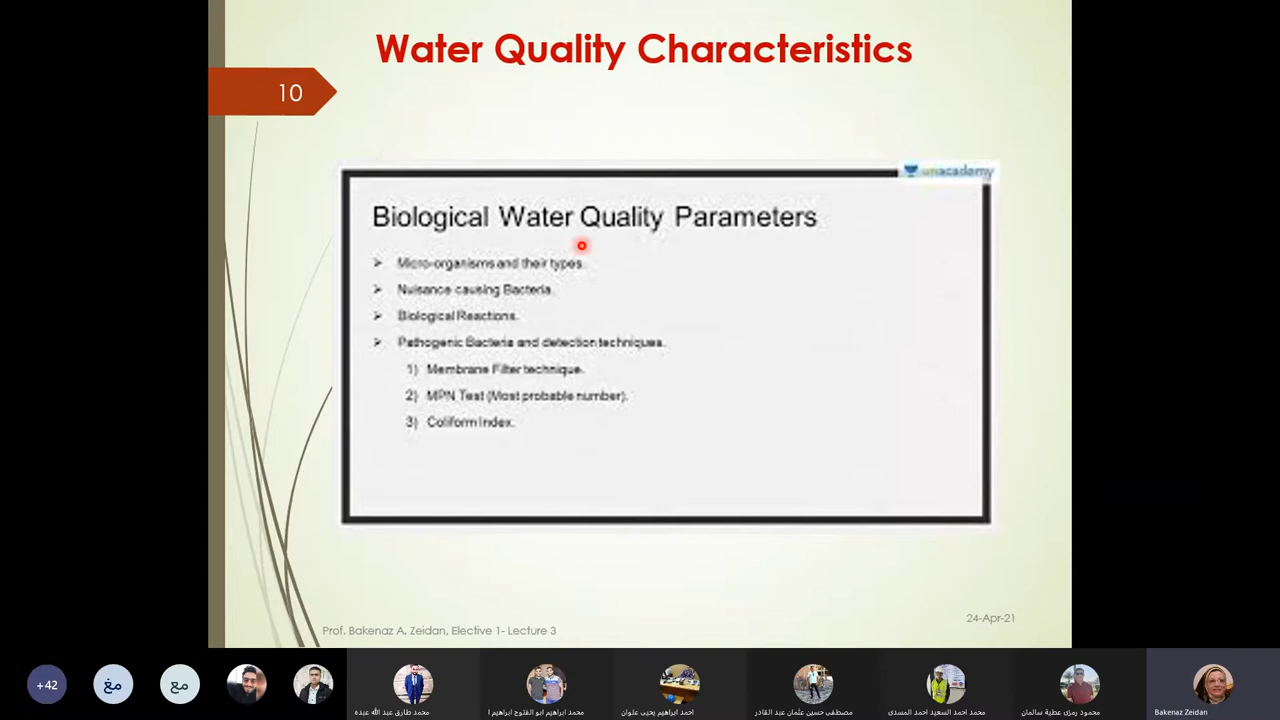 Water Quality Characteristics
10
unacademy
Biological Water Quality Parameters
➢ Micro-organisms and their types.
➢ Nuisance causing Bacteria.
➢ Biological Reactions.
➢ Pathogenic Bacteria and detection techniques.
1) Membrane Filter technique.
2) MPN Test (Most probable number).
3) Coliform Index.
24-Apr-21
Prof. Bakenaz A. Zeidan, Elective 1- Lecture 3
+42
مغ
مع
محمد طارق عبد الله عبده
محمد ابراهيم ابو الفتوح ابراهيم ا
احمد ابراهيم يحيى علوان
مصطفى حسين عثمان عبد القادر
محمد احمد السعيد احمد المسدى
محمود رمزى عطية سالمان
Bakenaz Zeidan